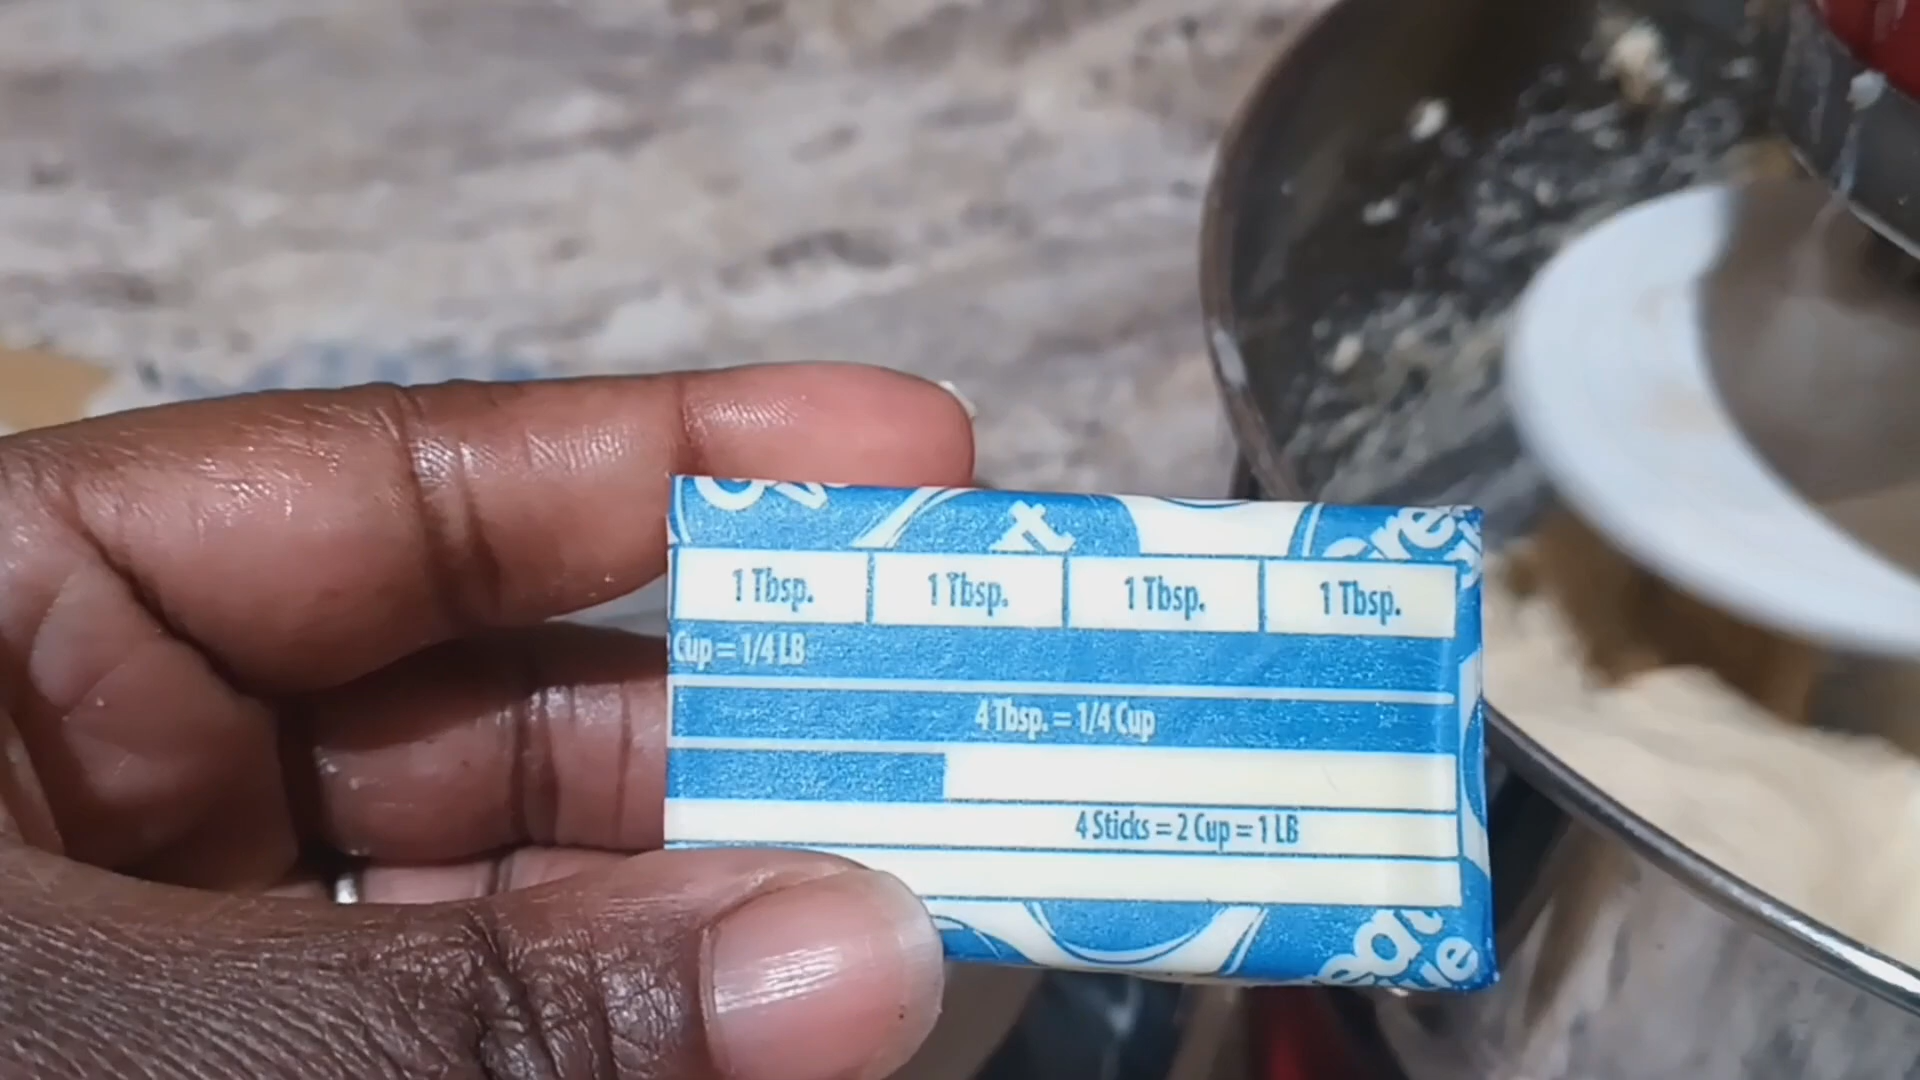 1 Tbsp. 1 Tbsp. 1 Tbsp. 1 Tbsp.
Cup = 1/4 LB
4 Tbsp. = 1/4 Cup
4 Sticks = 2 Cup = 1 LB